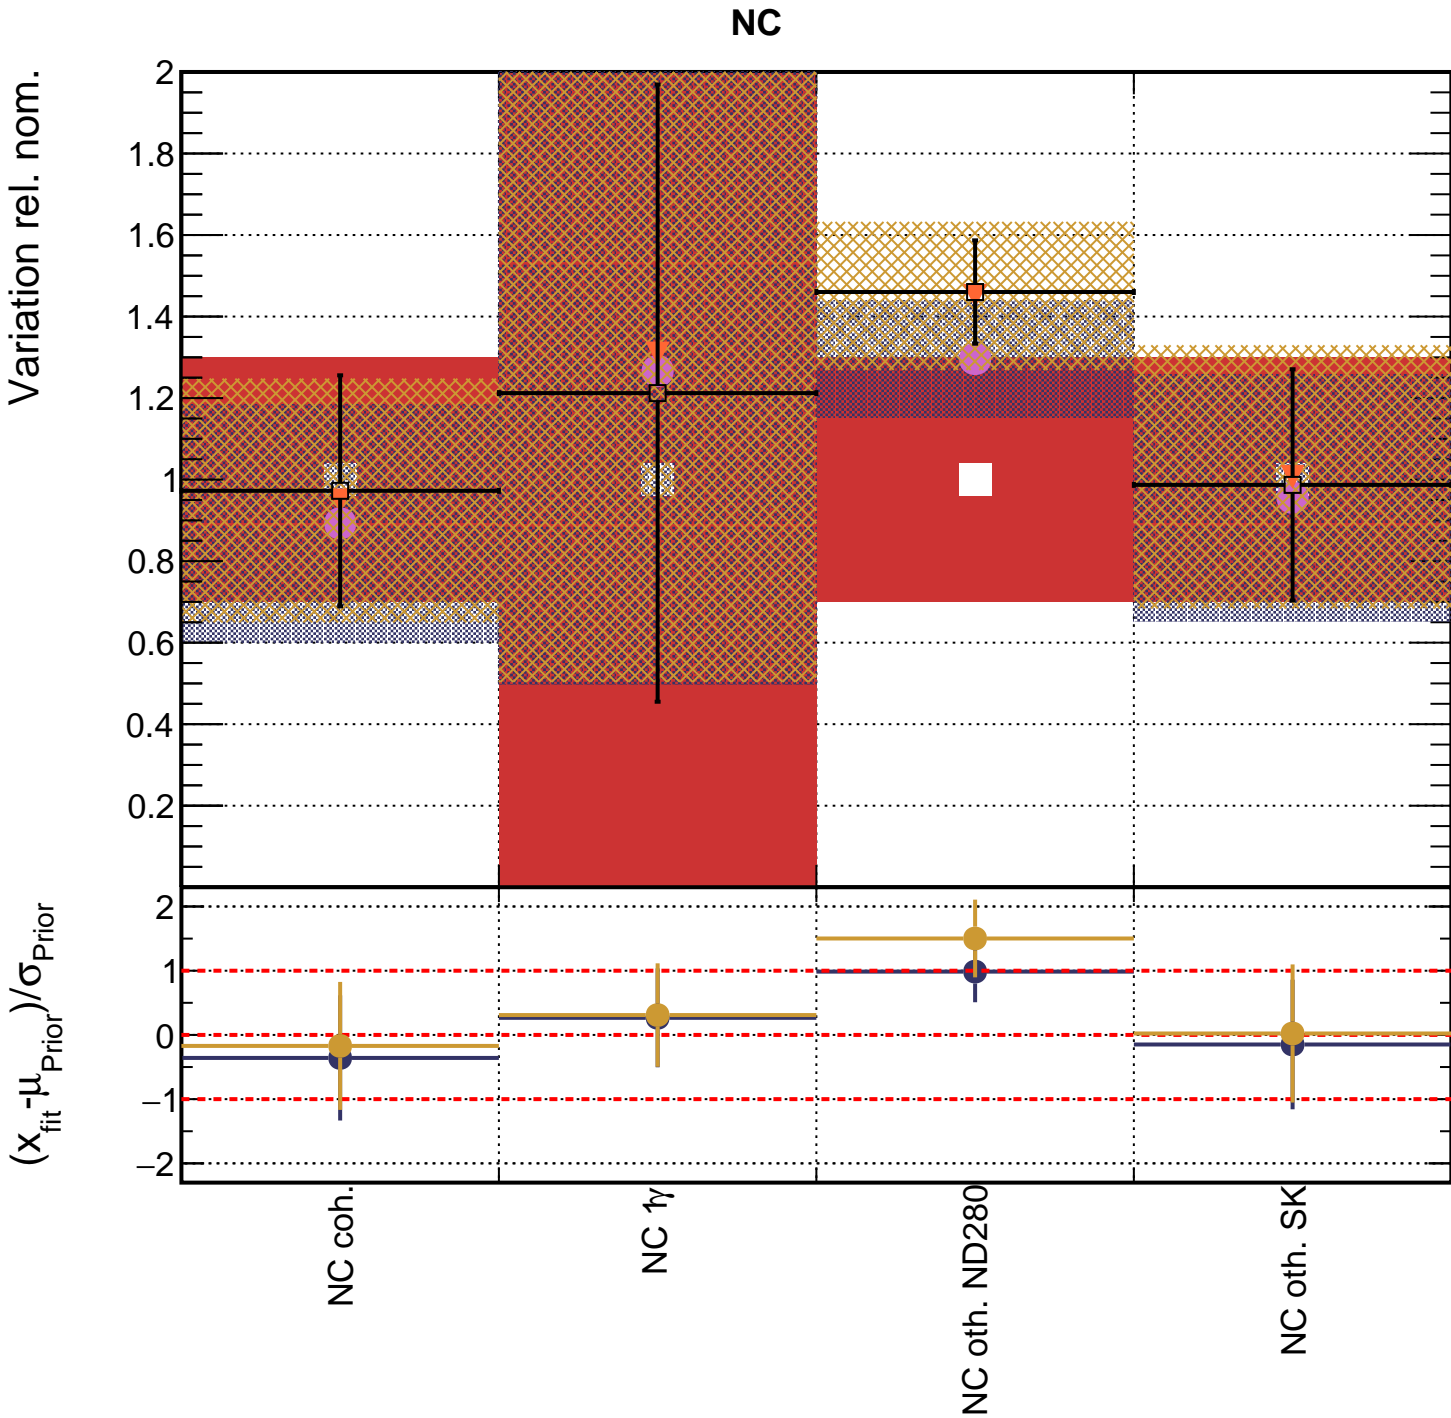 NC
Variation rel. nom.
2
1.8
1.6
1.4
1.2
1
0.8
0.6
0.4
0.2
(x_fit-μ_Prior)/σ_Prior
2
1
0
−1
−2
NC coh.
NC 1γ
NC oth. ND280
NC oth. SK